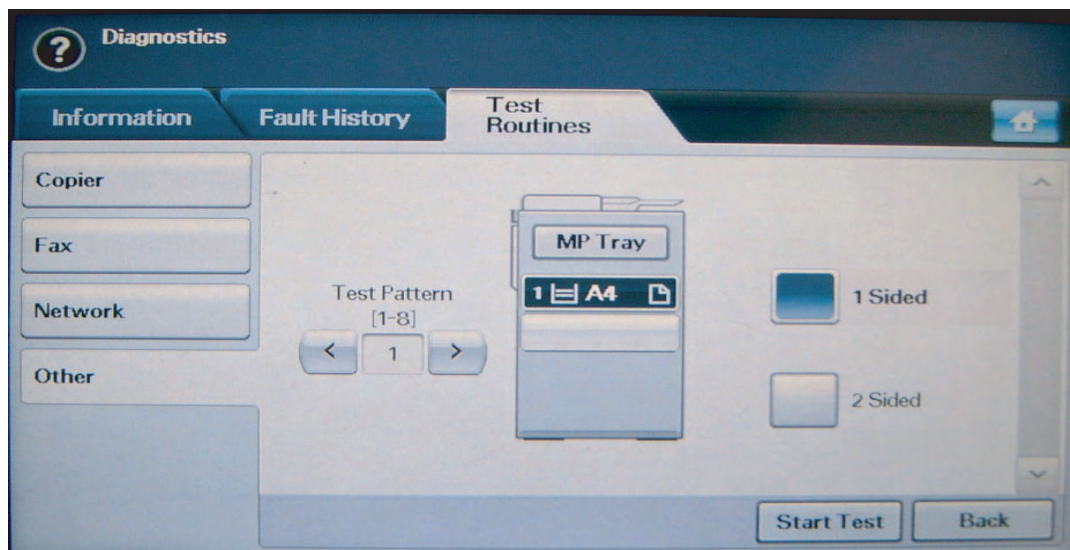 ?
Diagnostics
Information
Fault History
Test
Routines
Copier
Fax
Network
Other
Test Pattern
[1-8]
< 1 >
MP Tray
1 A4
1 Sided
2 Sided
Start Test
Back